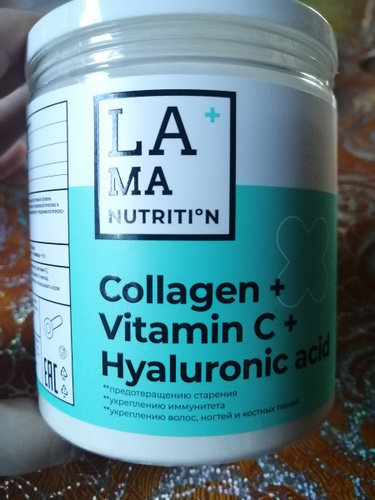 LA+
MA
NUTRITIºN
Collagen +
Vitamin C +
Hyaluronic acid
**предотвращению старения
**укреплению иммунитета
**укреплению волос, ногтей и костных тканей
EAC